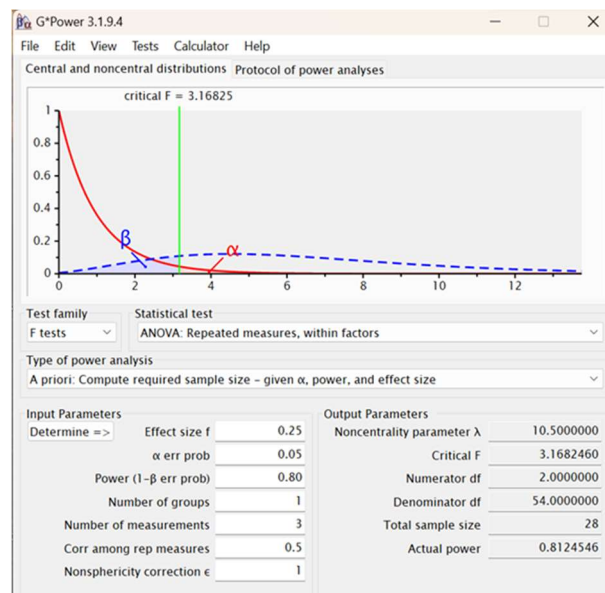 G*Power 3.1.9.4
File Edit View Tests Calculator Help
Central and noncentral distributions Protocol of power analyses
critical F = 3.16825
1
0.8
0.6
0.4
0.2
0
β
α
0 2 4 6 8 10 12
Test family Statistical test
F tests ANOVA: Repeated measures, within factors
Type of power analysis
A priori: Compute required sample size – given α, power, and effect size
Input Parameters Output Parameters
Determine => Effect size f 0.25 Noncentrality parameter λ 10.5000000
α err prob 0.05 Critical F 3.1682460
Power (1-β err prob) 0.80 Numerator df 2.0000000
Number of groups 1 Denominator df 54.0000000
Number of measurements 3 Total sample size 28
Corr among rep measures 0.5 Actual power 0.8124546
Nonsphericity correction ϵ 1